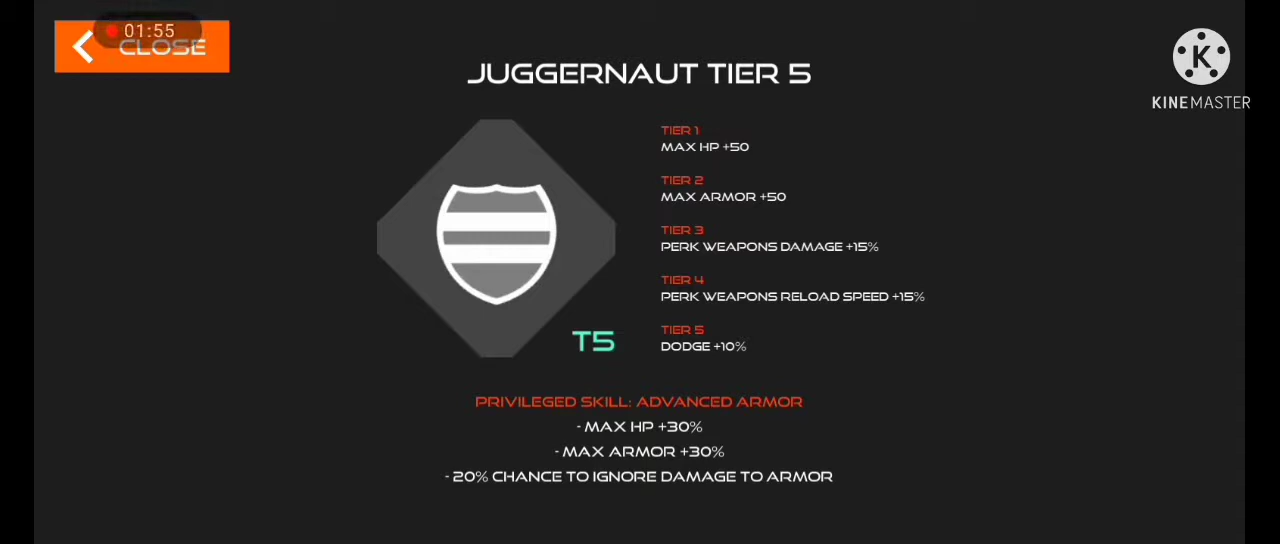 01:55
CLOSE
JUGGERNAUT TIER 5
K
KINEMASTER
TIER 1
MAX HP +50
TIER 2
MAX ARMOR +50
TIER 3
PERK WEAPONS DAMAGE +15%
TIER 4
PERK WEAPONS RELOAD SPEED +15%
TIER 5
DODGE +10%
T5
PRIVILEGED SKILL: ADVANCED ARMOR
- MAX HP +30%
- MAX ARMOR +30%
- 20% CHANCE TO IGNORE DAMAGE TO ARMOR